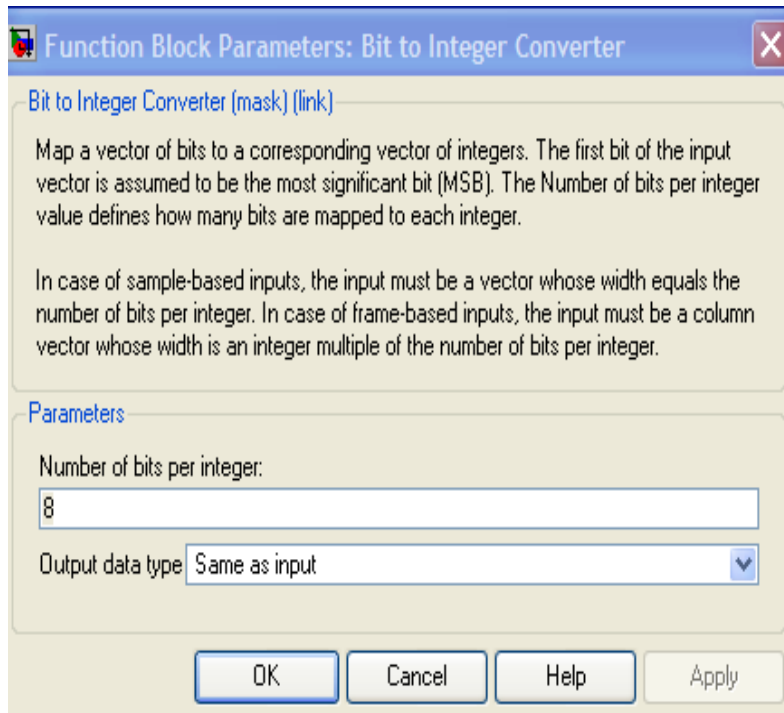 Function Block Parameters: Bit to Integer Converter
Bit to Integer Converter (mask) (link)
Map a vector of bits to a corresponding vector of integers. The first bit of the input
vector is assumed to be the most significant bit (MSB). The Number of bits per integer
value defines how many bits are mapped to each integer.
In case of sample-based inputs, the input must be a vector whose width equals the
number of bits per integer. In case of frame-based inputs, the input must be a column
vector whose width is an integer multiple of the number of bits per integer.
Parameters
Number of bits per integer:
8
Output data type Same as input
OK Cancel Help Apply